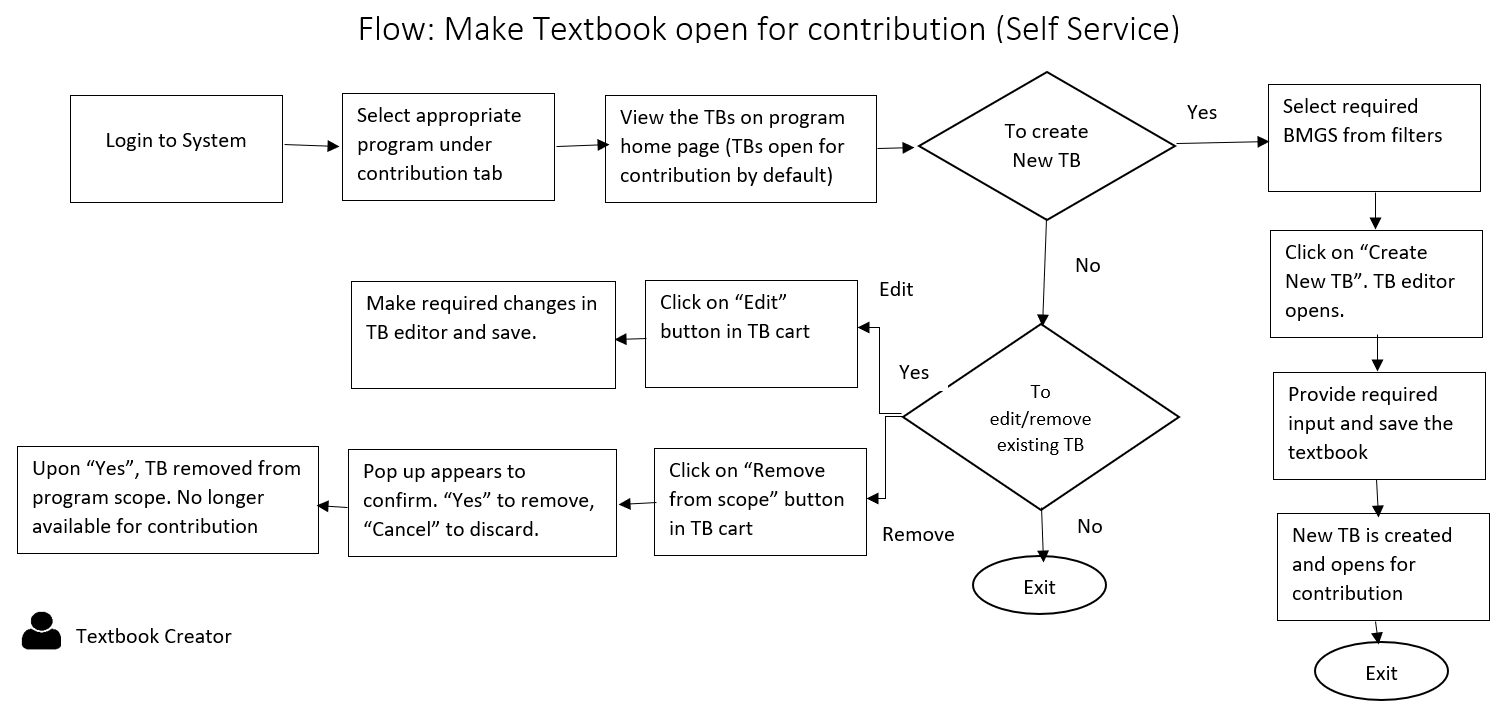 Flow: Make Textbook open for contribution (Self Service)
Login to System
Select appropriate
program under
contribution tab
View the TBs on program
home page (TBs open for
contribution by default)
To create
New TB
Yes
Select required
BMGS from filters
Click on “Create
New TB”. TB editor
opens.
Provide required
input and save the
textbook
New TB is created
and opens for
contribution
Exit
No
To
edit/remove
existing TB
Yes
Edit
Click on “Edit”
button in TB cart
Make required changes in
TB editor and save.
Remove
Click on “Remove
from scope” button
in TB cart
Pop up appears to
confirm. “Yes” to remove,
“Cancel” to discard.
Upon “Yes”, TB removed from
program scope. No longer
available for contribution
No
Exit
Textbook Creator